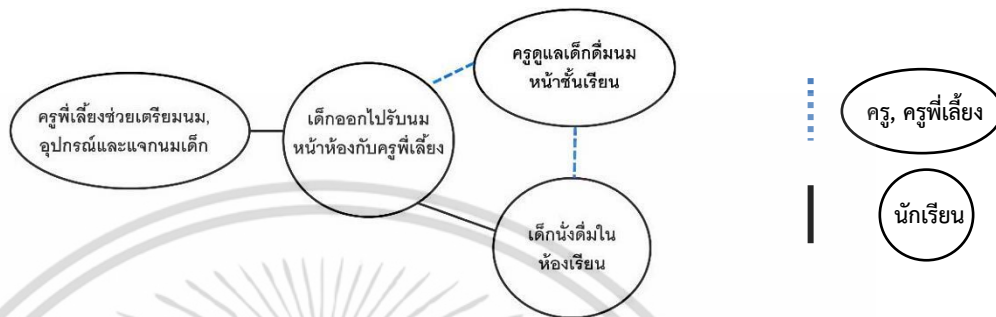 ครูพี่เลี้ยงช่วยเตรียมนม,
อุปกรณ์และแจกนมเด็ก
เด็กออกไปรับนม
หน้าห้องกับครูพี่เลี้ยง
ครูดูแลเด็กดื่มนม
หน้าชั้นเรียน
เด็กนั่งดื่มใน
ห้องเรียน
ครู, ครูพี่เลี้ยง
นักเรียน